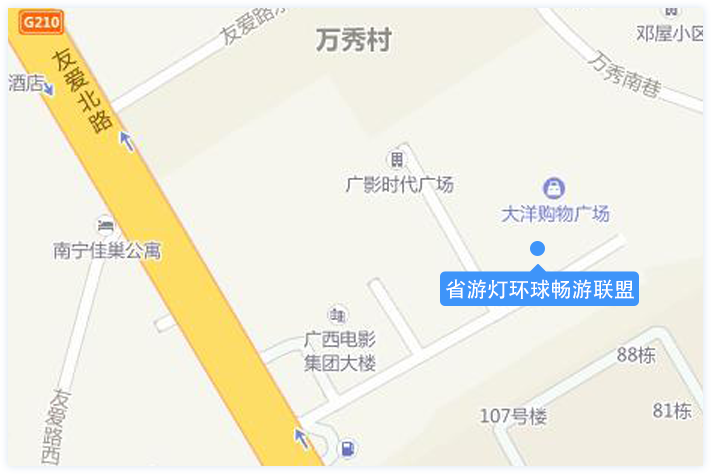 G210
友爱路东
万秀村
邓屋小区
酒店
友爱北路
万秀南巷
广影时代广场
大洋购物广场
南宁佳巢公寓
省游灯环球畅游联盟
广西电影
集团大楼
88栋
友爱路西
107号楼
81栋